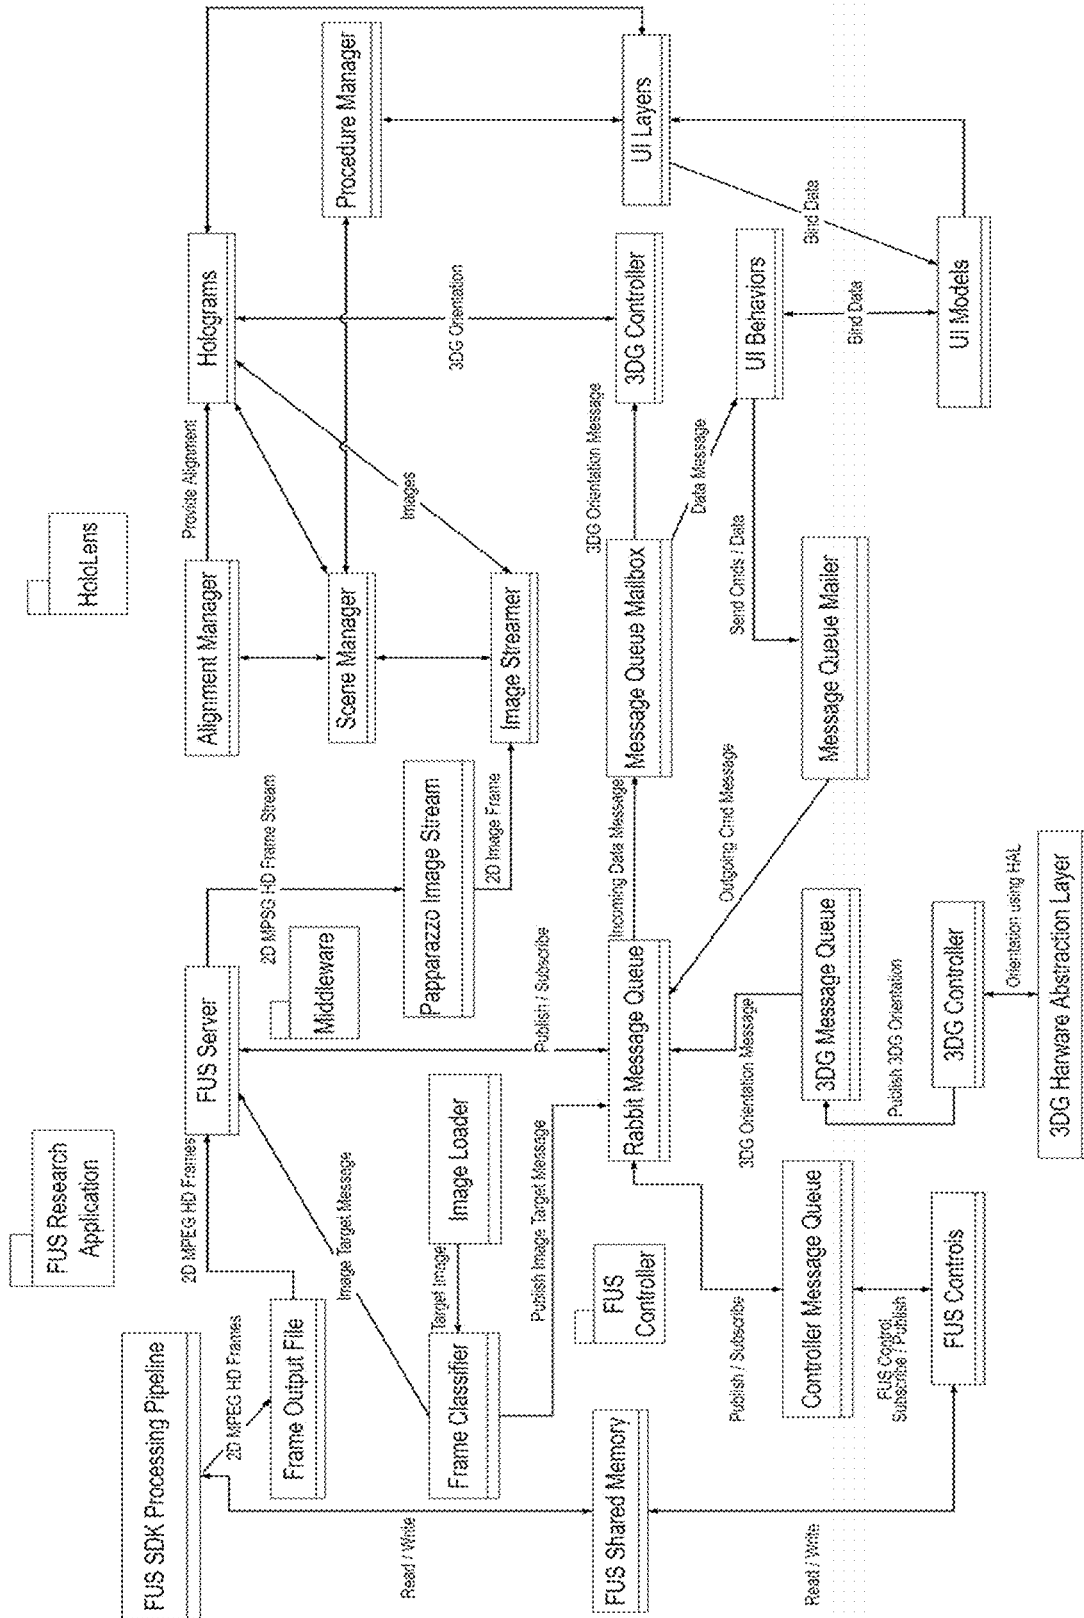 FUS Research
Application
HoloLens
FUS SDK Processing Pipeline
2D MPEG HD Frames
Frame Output File
2D MPEG HD Frames
FUS Server
2D MPSG HD Frame Stream
Alignment Manager
Provide Alignment
Holograms
Procedure Manager
Scene Manager
Image Target Message
Middleware
Papparazzo Image Stream
2D Image Frame
Image Streamer
Images
3DG Orientation
Read / Write
Frame Classifier
Target Image
Image Loader
Publish Image Target Message
Publish / Subscribe
FUS
Controller
FUS Shared Memory
Rabbit Message Queue
Incoming Data Message
Message Queue Mailbox
3DG Orientation Message
3DG Controller
UI Layers
Publish / Subscribe
3DG Orientation Message
Outgoing Cmd Message
Data Message
Send Cmds / Data
UI Behaviors
Bind Data
Controller Message Queue
3DG Message Queue
Message Queue Mailer
Bind Data
Read / Write
FUS Control
Subscribe / Publish
Publish 3DG Orientation
FUS Controls
3DG Controller
UI Models
Orientation using HAL
3DG Harware Abstraction Layer